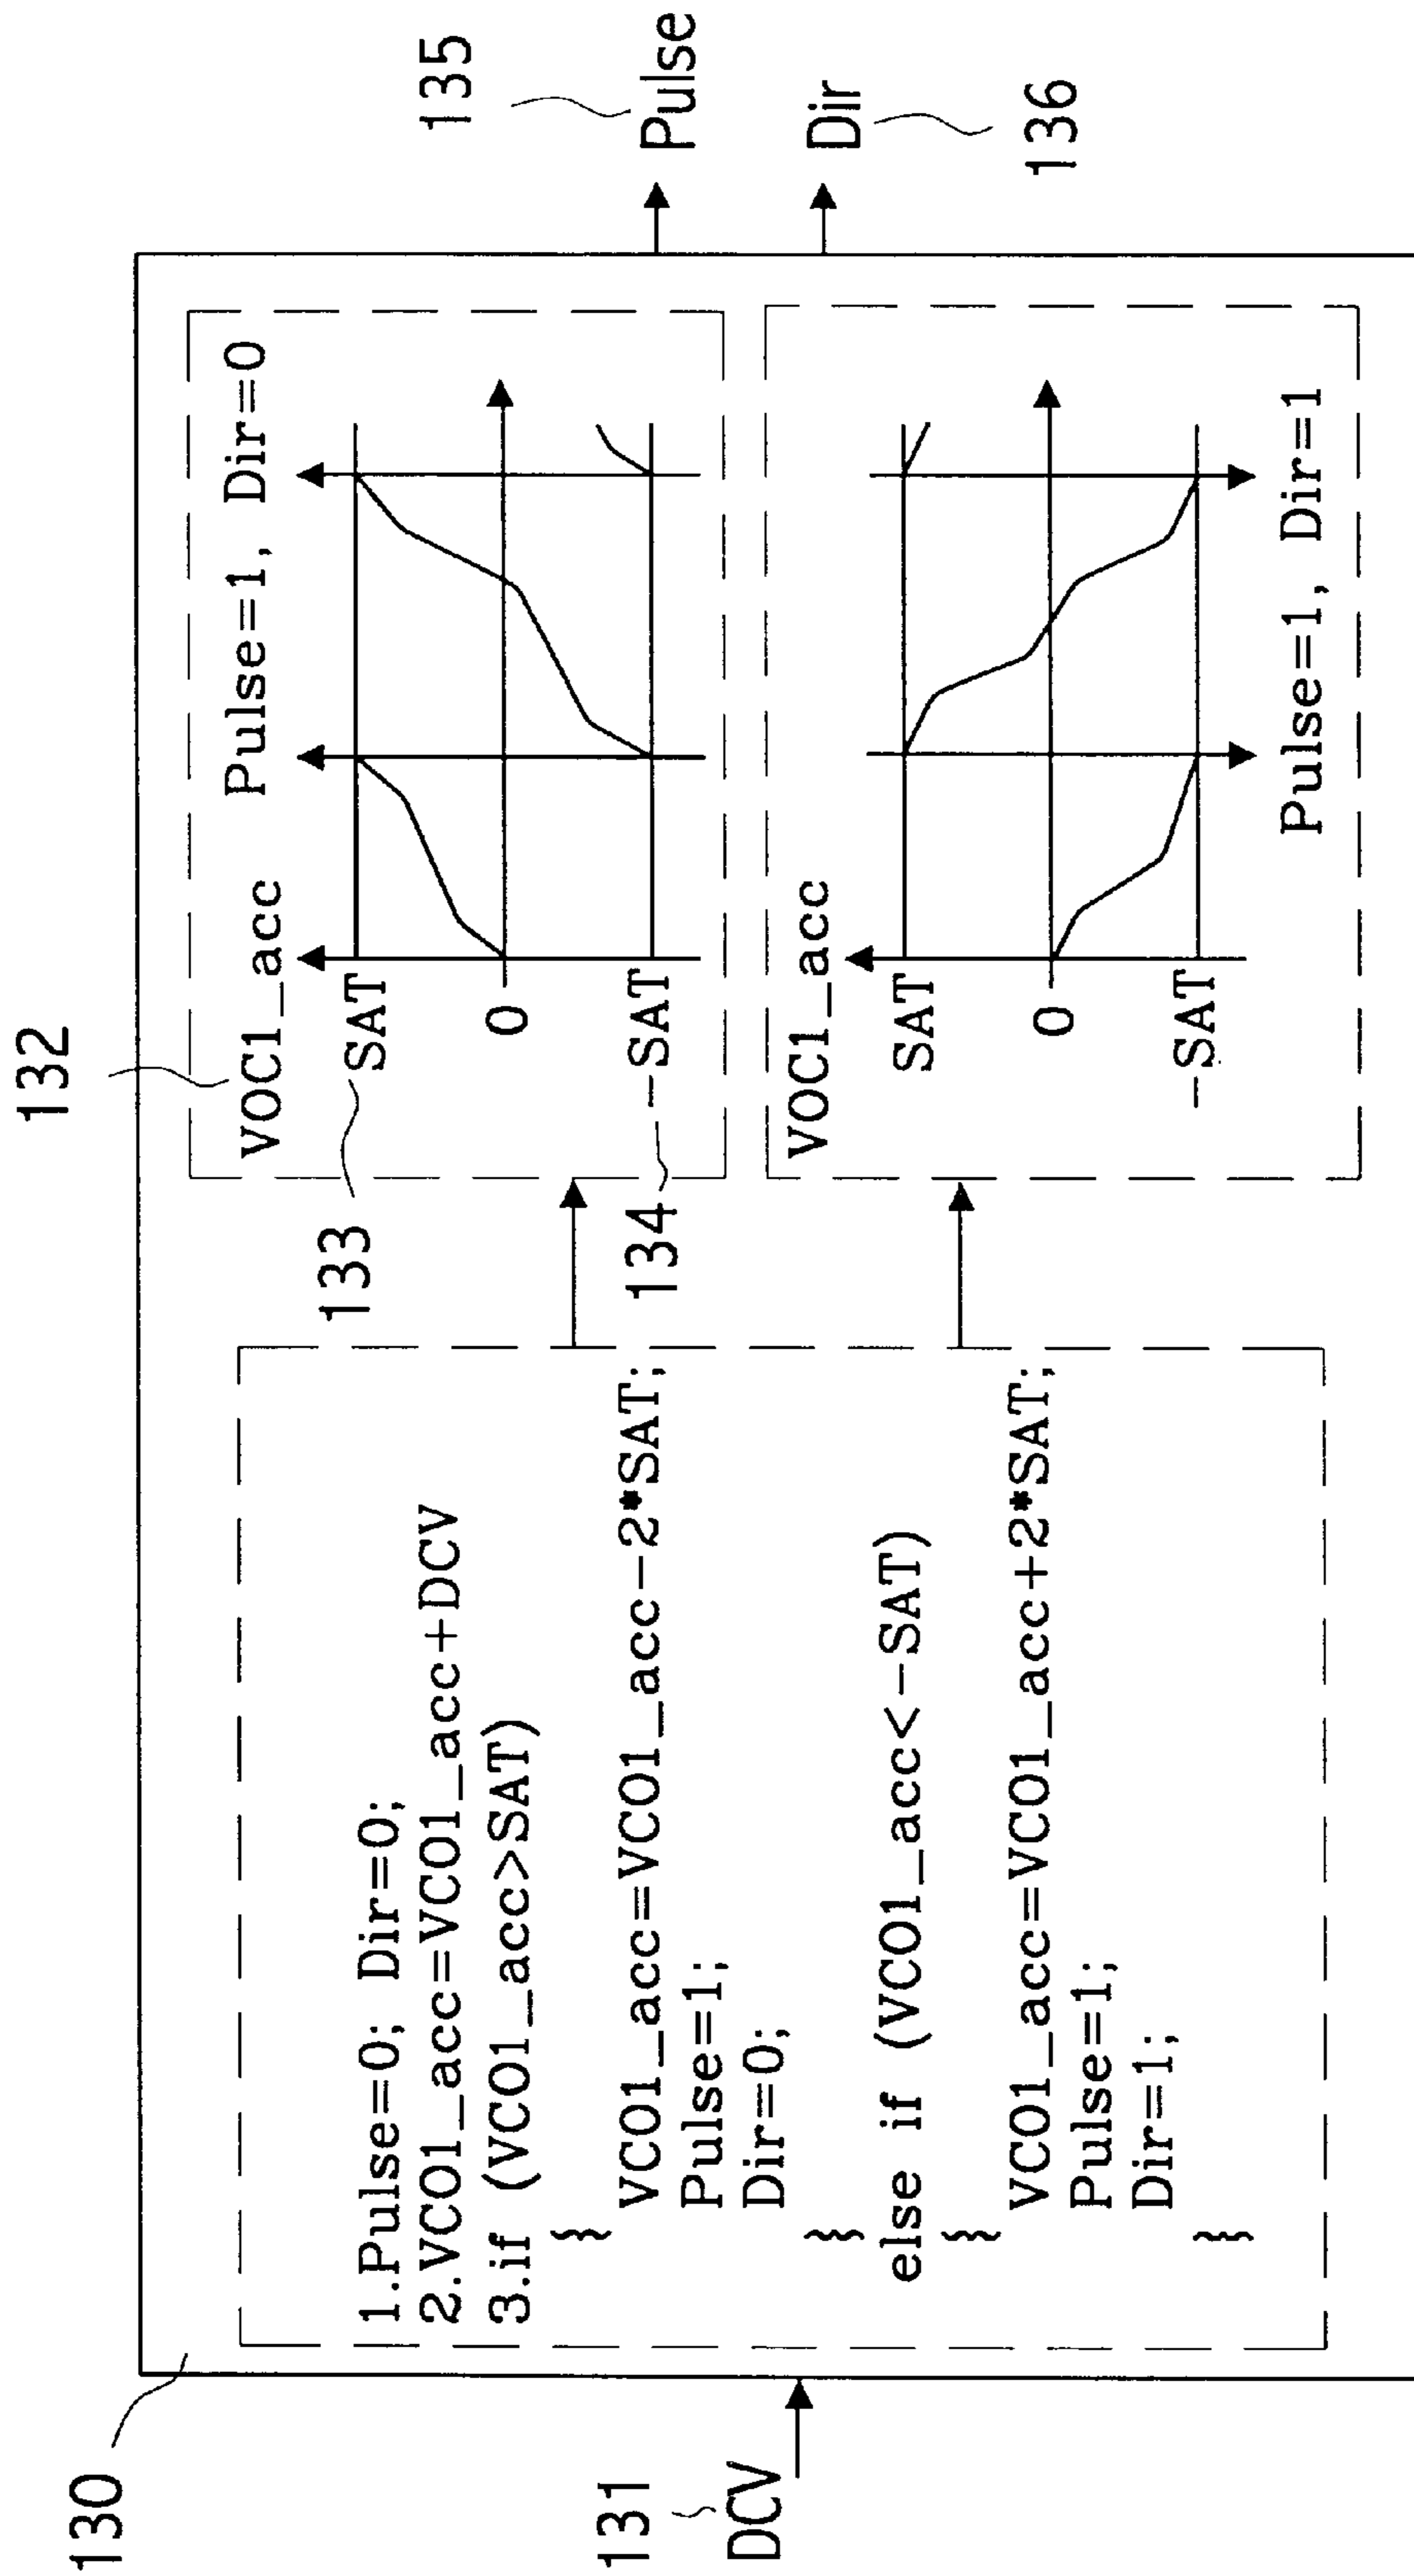 130
131
DCV
1.Pulse=0; Dir=0;
2.VCO1_acc=VCO1_acc+DCV
3.if (VCO1_acc>SAT)
{
VCO1_acc=VCO1_acc-2*SAT;
Pulse=1;
Dir=0;
}
else if (VCO1_acc<-SAT)
{
VCO1_acc=VCO1_acc+2*SAT;
Pulse=1;
Dir=1;
}
132
VOC1_acc
Pulse=1, Dir=0
133
SAT
0
134
-SAT
VOC1_acc
SAT
0
-SAT
Pulse=1, Dir=1
135
Pulse
Dir
136